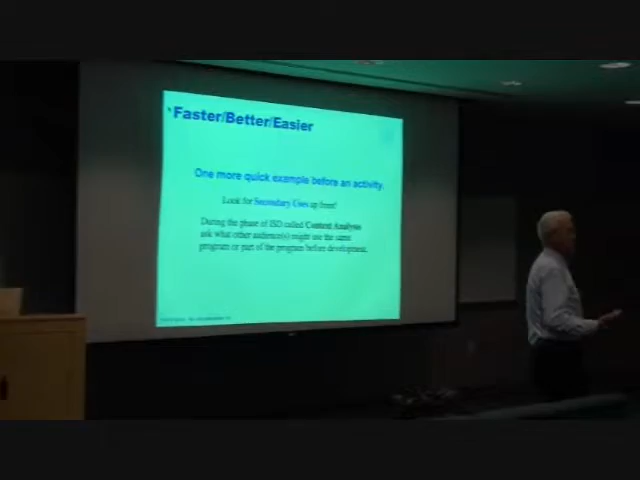 Faster/Better/Easier
One more quick example before an activity.
Look for Secondary Uses up front!
During the phase of ISD called Context Analysis
ask what other audience(s) might use the same
program or part of the program before development.